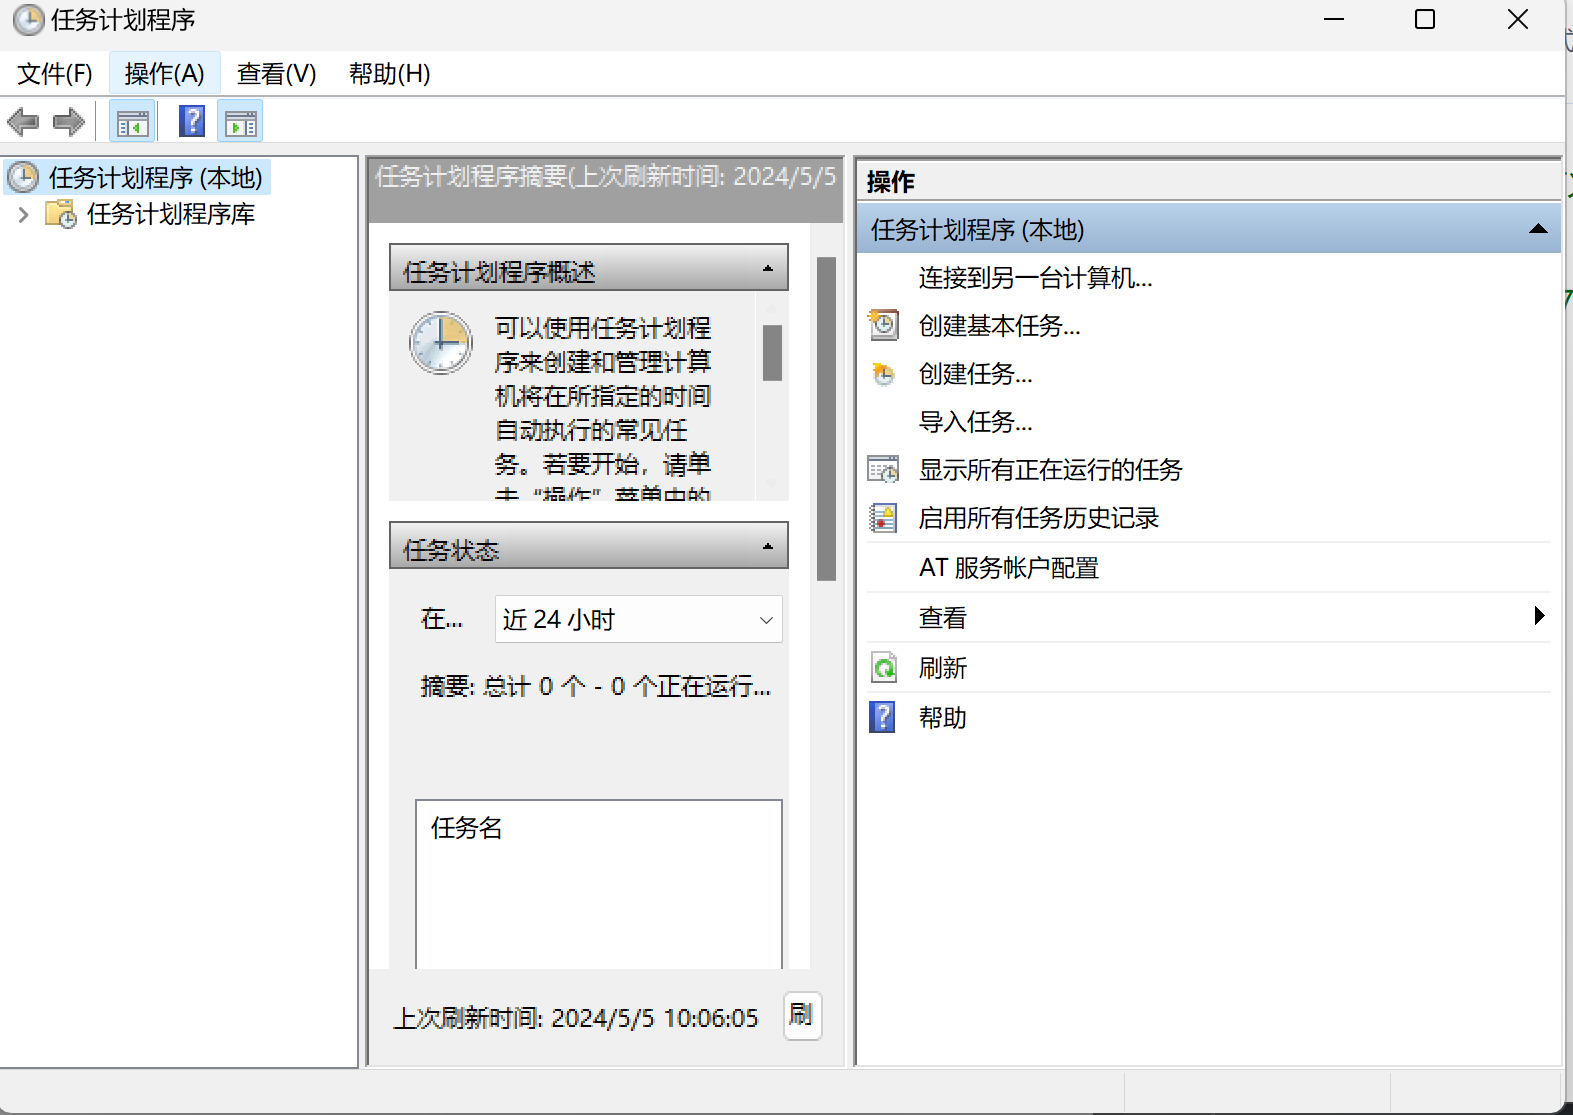 任务计划程序
文件(F) 操作(A) 查看(V) 帮助(H)
任务计划程序 (本地)
任务计划程序库
任务计划程序摘要(上次刷新时间: 2024/5/5
任务计划程序概述
可以使用任务计划程
序来创建和管理计算
机将在所指定的时间
自动执行的常见任
务。若要开始，请单
击“操作”菜单中的
任务状态
在...
近 24 小时
摘要: 总计 0 个 - 0 个正在运行...
任务名
上次刷新时间: 2024/5/5 10:06:05
刷
操作
任务计划程序 (本地)
连接到另一台计算机...
创建基本任务...
创建任务...
导入任务...
显示所有正在运行的任务
启用所有任务历史记录
AT 服务帐户配置
查看
刷新
帮助